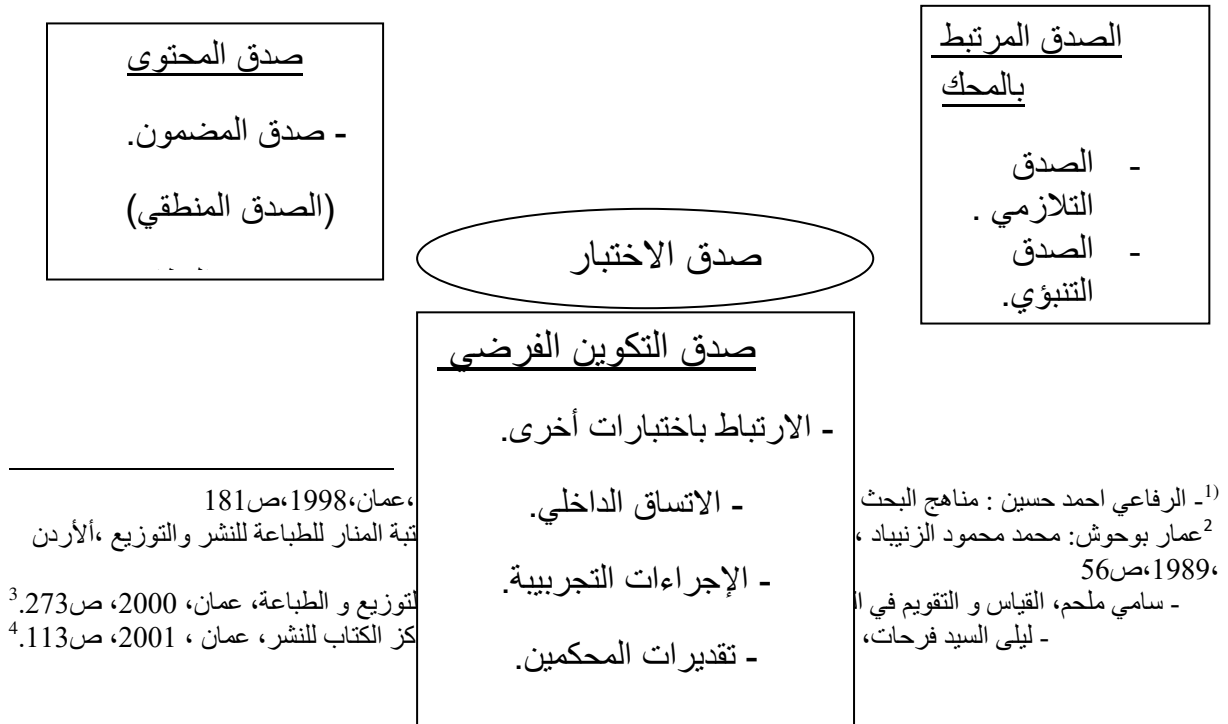 الصدق المرتبط
بالمحك
- الصدق
التلازمي .
- الصدق
التنبؤي.
صدق المحتوى
- صدق المضمون.
(الصدق المنطقي)
صدق الاختبار
صدق التكوين الفرضي
- الارتباط باختبارات أخرى.
- الاتساق الداخلي.
- الإجراءات التجريبية.
- تقديرات المحكمين.
(1- الرفاعي احمد حسين : مناهج البحث ،عمان،1998،ص181
2عمار بوحوش: محمد محمود الزنيباد ، تبة المنار للطباعة للنشر والتوزيع ،ألأردن
،1989،ص56
- سامي ملحم، القياس و التقويم في لتوزيع و الطباعة، عمان، 2000، ص273.3
- ليلى السيد فرحات، كز الكتاب للنشر، عمان ، 2001، ص113.4